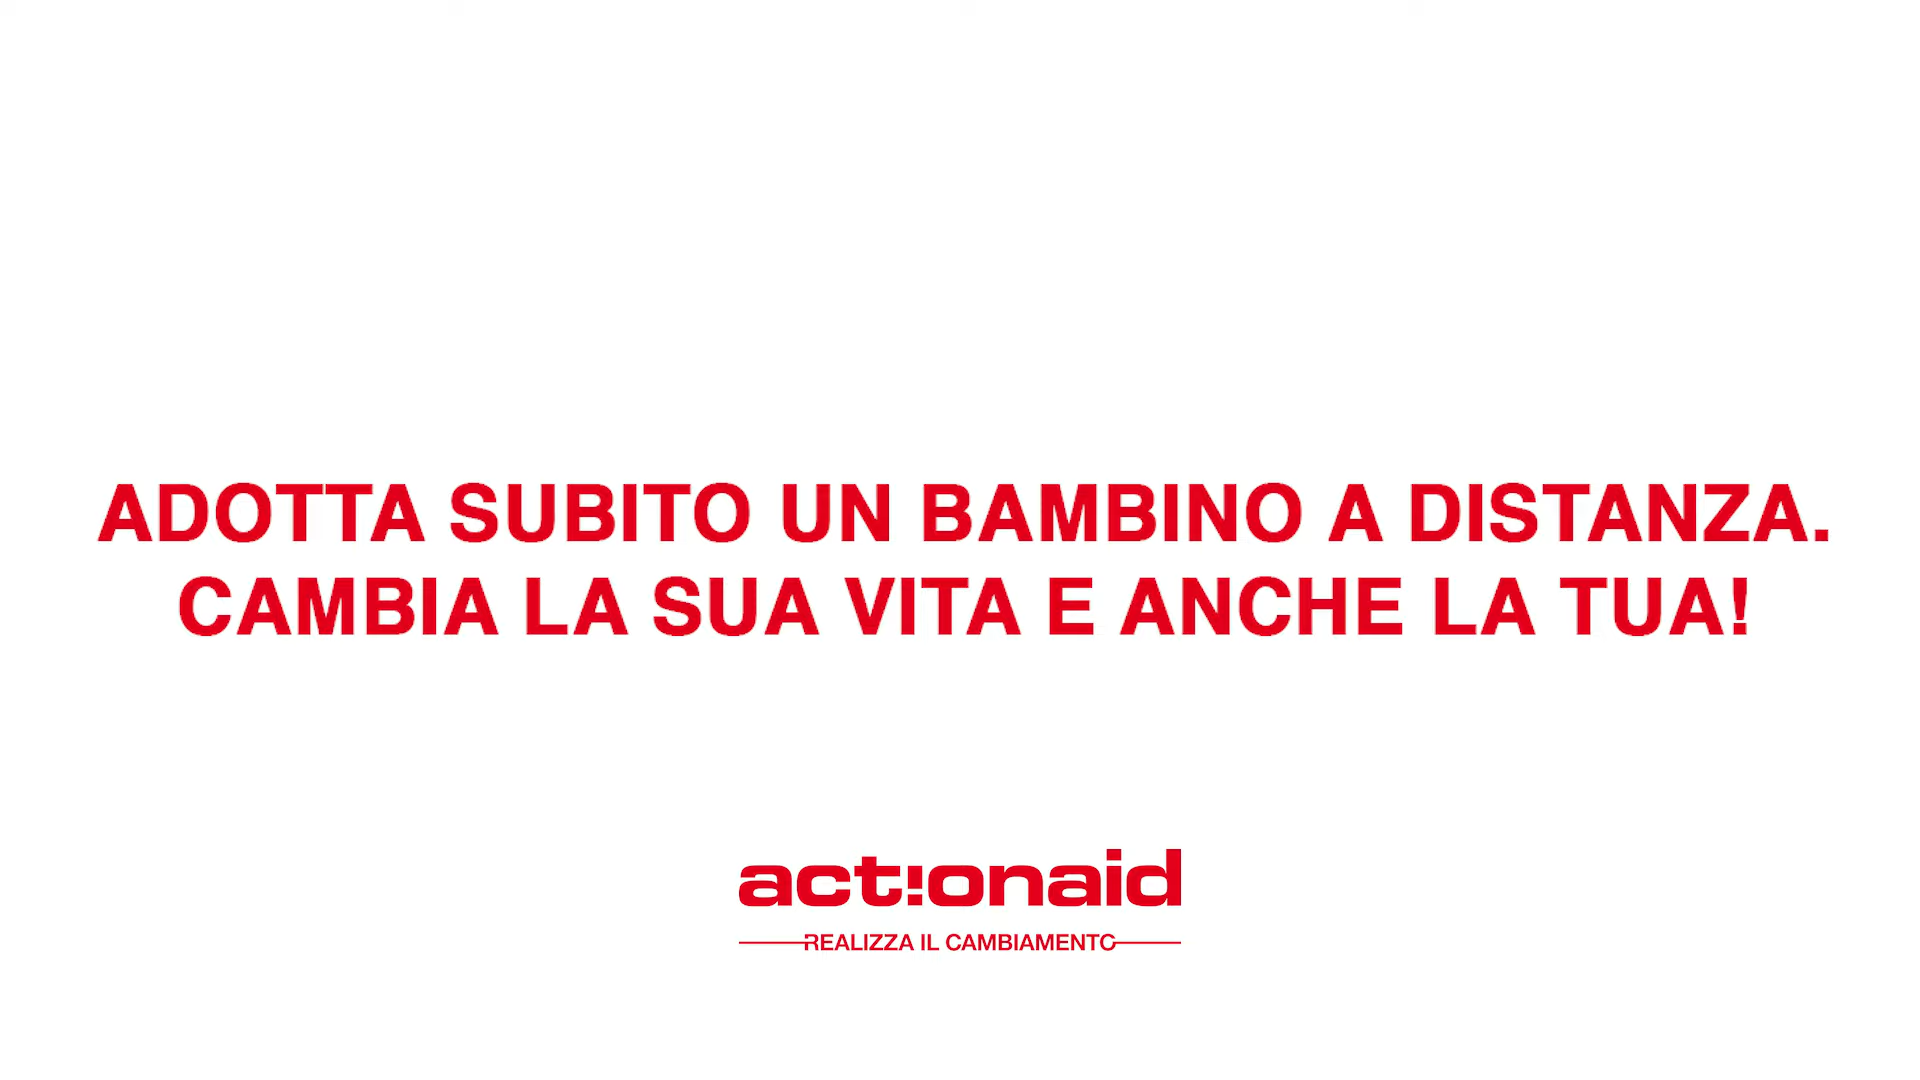 ADOTTA SUBITO UN BAMBINO A DISTANZA.
CAMBIA LA SUA VITA E ANCHE LA TUA!
act!onaid
REALIZZA IL CAMBIAMENTO